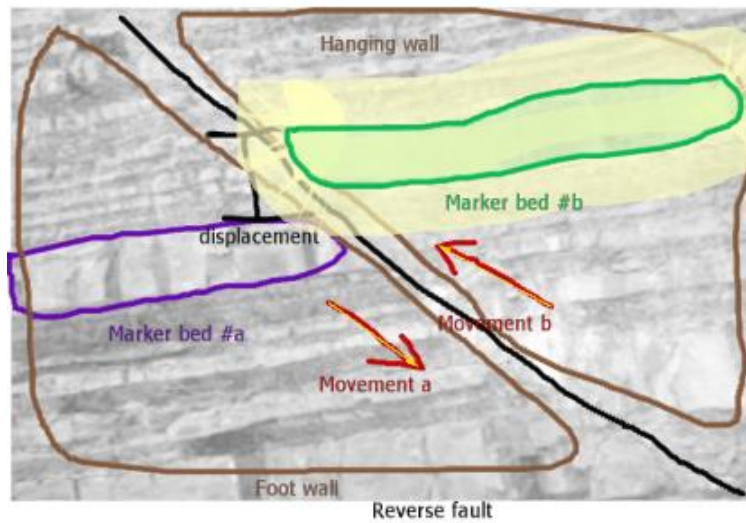 Hanging wall
Marker bed #b
displacement
Marker bed #a
Movement b
Movement a
Foot wall
Reverse fault